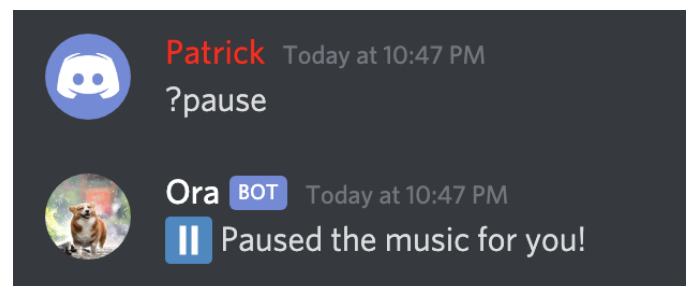 Patrick Today at 10:47 PM
?pause
Ora BOT Today at 10:47 PM
⏸ Paused the music for you!